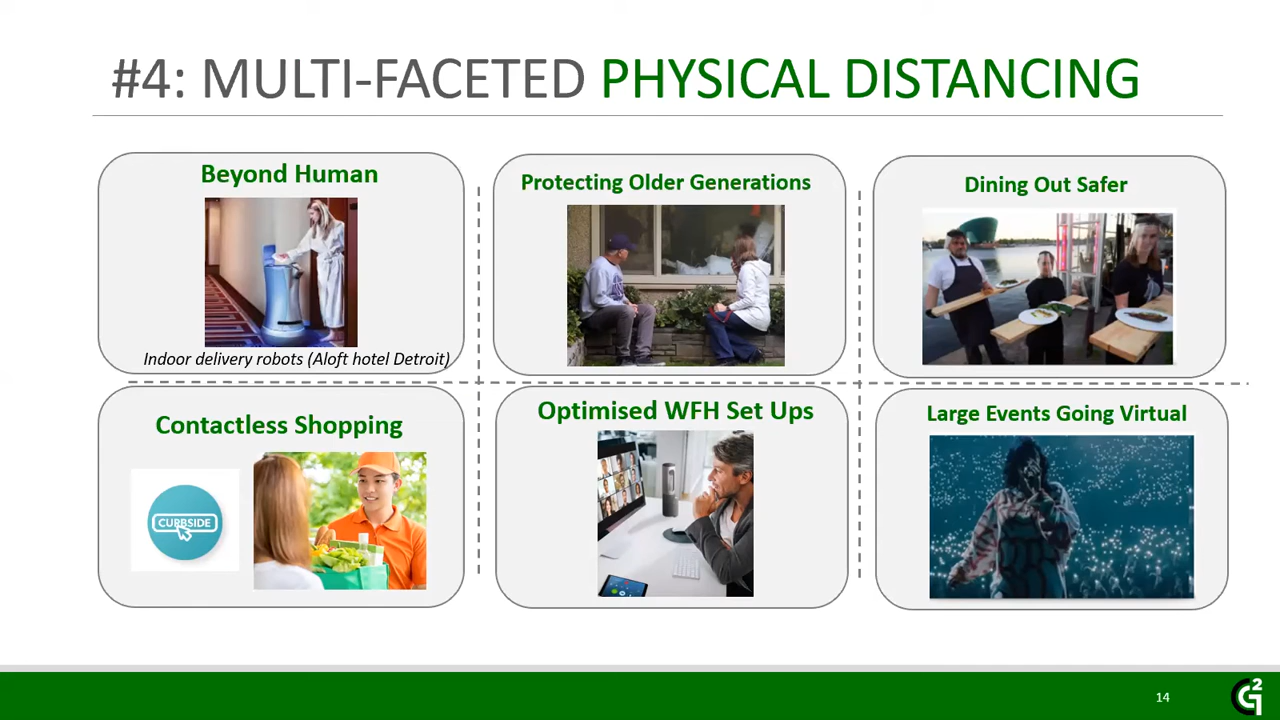 #4: MULTI-FACETED PHYSICAL DISTANCING
Beyond Human
Indoor delivery robots (Aloft hotel Detroit)
Protecting Older Generations
Dining Out Safer
Contactless Shopping
CURBSIDE
Optimised WFH Set Ups
Large Events Going Virtual
14
G2